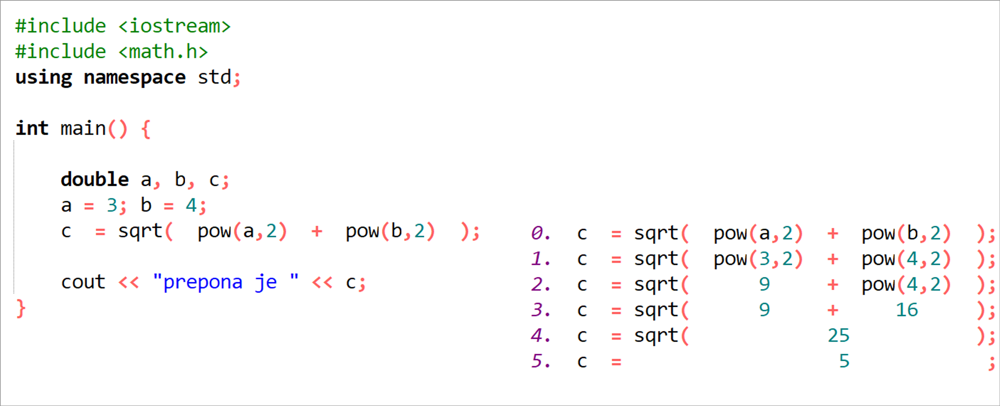 #include <iostream>
#include <math.h>
using namespace std;
int main() {
double a, b, c;
a = 3; b = 4;
c = sqrt( pow(a,2) + pow(b,2) );
cout << "prepona je " << c;
}
0. c = sqrt( pow(a,2) + pow(b,2) );
1. c = sqrt( pow(3,2) + pow(4,2) );
2. c = sqrt( 9 + pow(4,2) );
3. c = sqrt( 9 + 16 );
4. c = sqrt( 25 );
5. c = 5 ;